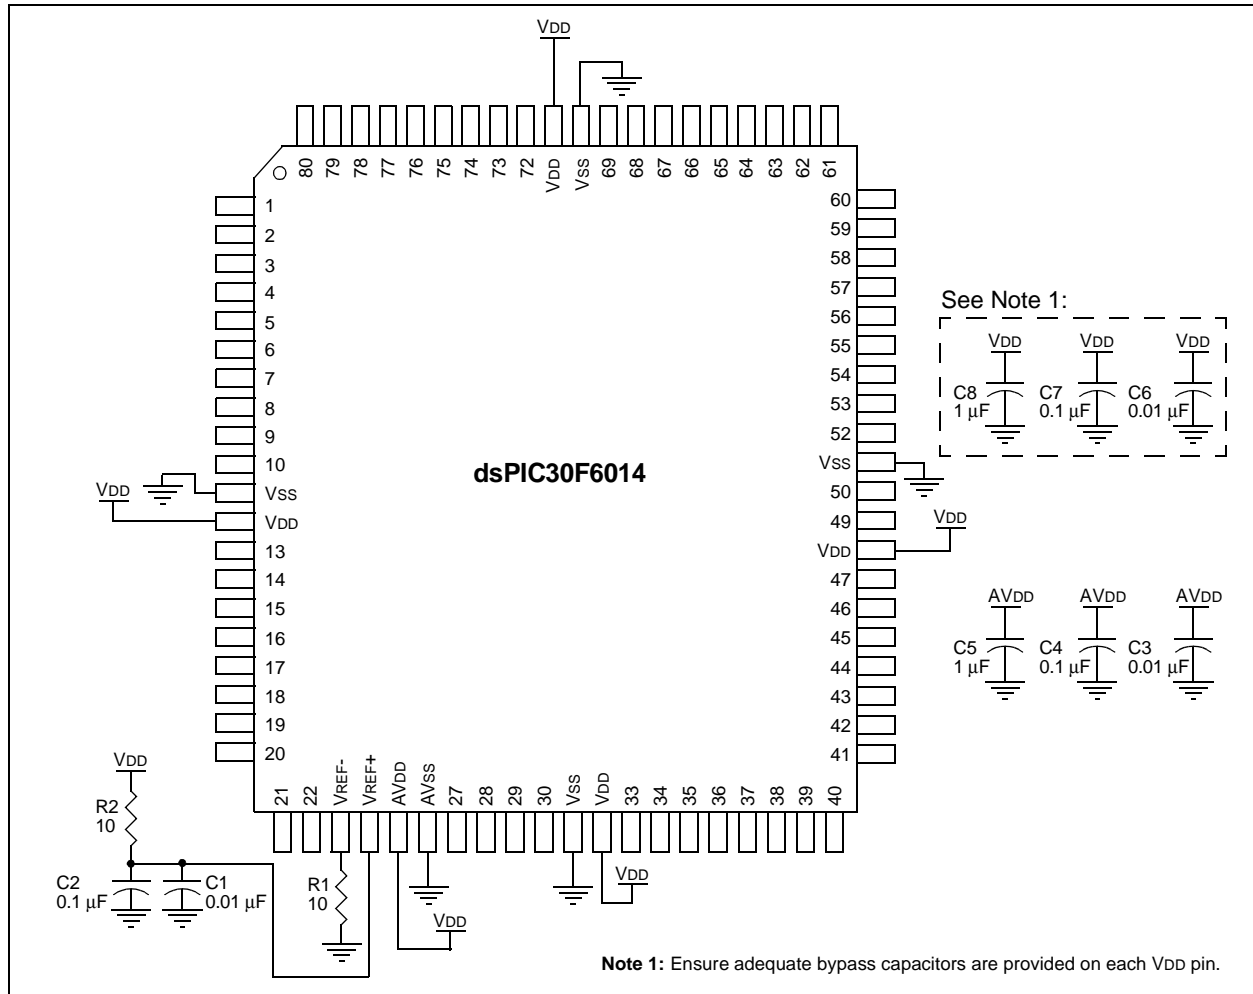 VDD
80 79 78 77 76 75 74 73 72 VDD VSS 69 68 67 66 65 64 63 62 61
1
2
3
4
5
6
7
8
9
10
VSS
VDD
VDD
13
14
15
16
17
18
19
20
dsPIC30F6014
60
59
58
57
56
55
54
53
52
VSS
50
49
VDD
VDD
47
46
45
44
43
42
41
21 22 VREF- VREF+ AVDD AVSS 27 28 29 30 VSS VDD 33 34 35 36 37 38 39 40
See Note 1:
VDD VDD VDD
C8 C7 C6
1 µF 0.1 µF 0.01 µF
AVDD AVDD AVDD
C5 C4 C3
1 µF 0.1 µF 0.01 µF
VDD
R2
10
C2 C1
0.1 µF 0.01 µF
R1
10
VDD
VDD
Note 1: Ensure adequate bypass capacitors are provided on each VDD pin.